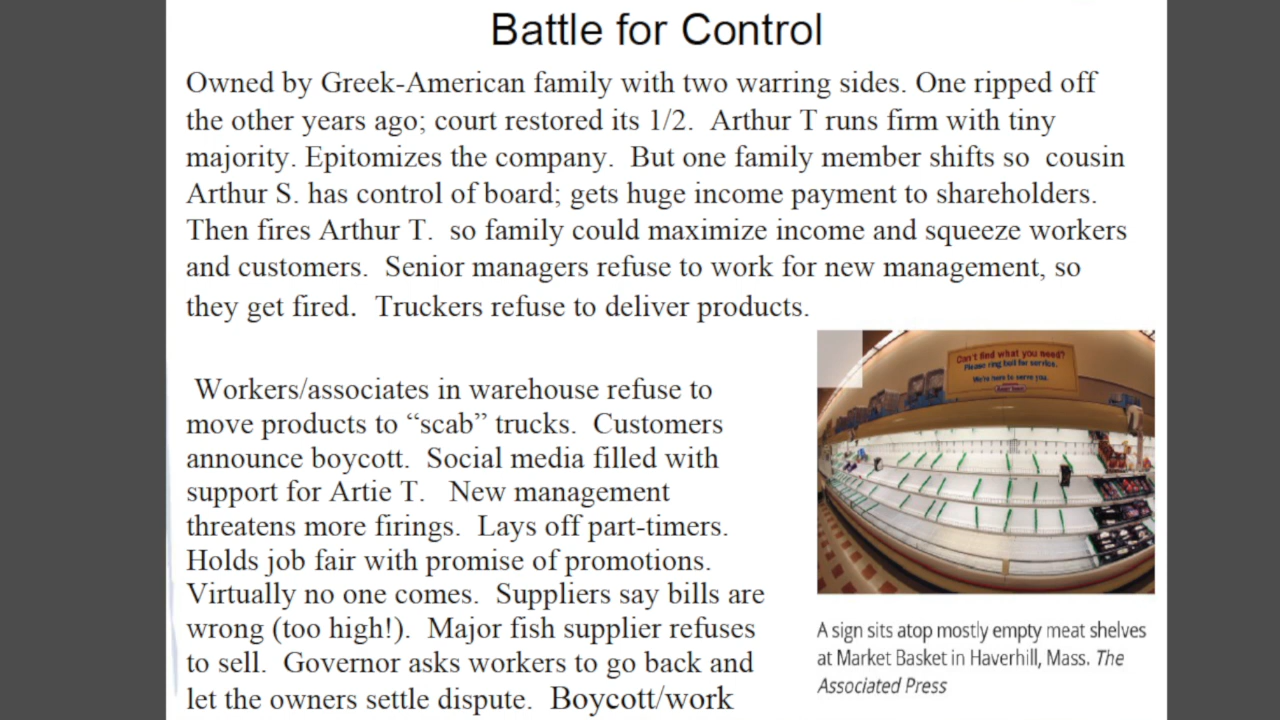 Battle for Control
Owned by Greek-American family with two warring sides. One ripped off
the other years ago; court restored its 1/2. Arthur T runs firm with tiny
majority. Epitomizes the company. But one family member shifts so cousin
Arthur S. has control of board; gets huge income payment to shareholders.
Then fires Arthur T. so family could maximize income and squeeze workers
and customers. Senior managers refuse to work for new management, so
they get fired. Truckers refuse to deliver products.
Workers/associates in warehouse refuse to
move products to “scab” trucks. Customers
announce boycott. Social media filled with
support for Artie T. New management
threatens more firings. Lays off part-timers.
Holds job fair with promise of promotions.
Virtually no one comes. Suppliers say bills are
wrong (too high!). Major fish supplier refuses
to sell. Governor asks workers to go back and
let the owners settle dispute. Boycott/work
Can't find what you need?
Please ring bell for service.
We're here to serve you.
A sign sits atop mostly empty meat shelves
at Market Basket in Haverhill, Mass. The
Associated Press